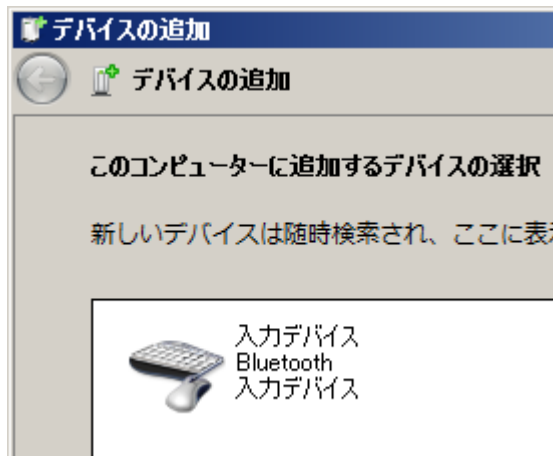 デバイスの追加
デバイスの追加
このコンピューターに追加するデバイスの選択
新しいデバイスは随時検索され、ここに表
入力デバイス
Bluetooth
入力デバイス